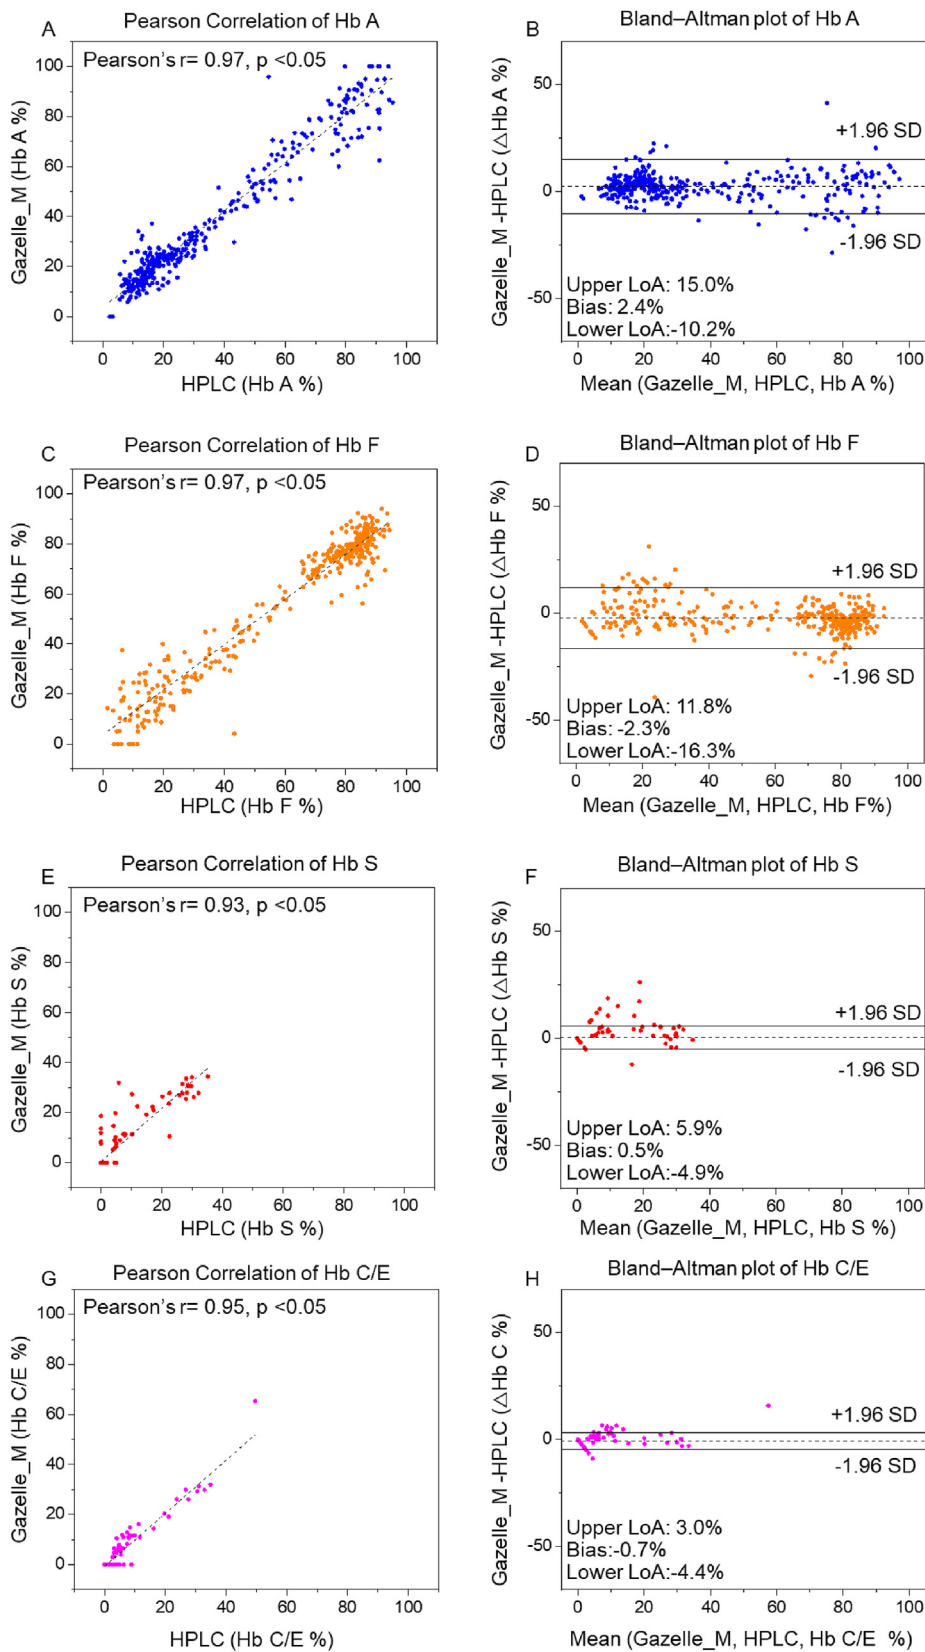 A
Pearson Correlation of Hb A
Pearson's r= 0.97, p <0.05
100
80
60
40
20
0
Gazelle_M (Hb A %)
0 20 40 60 80 100
HPLC (Hb A %)
B
Bland–Altman plot of Hb A
50
0
-50
Gazelle_M -HPLC (△Hb A %)
+1.96 SD
-1.96 SD
Upper LoA: 15.0%
Bias: 2.4%
Lower LoA:-10.2%
0 20 40 60 80 100
Mean (Gazelle_M, HPLC, Hb A %)
C
Pearson Correlation of Hb F
Pearson's r= 0.97, p <0.05
100
80
60
40
20
0
Gazelle_M (Hb F %)
0 20 40 60 80 100
HPLC (Hb F %)
D
Bland–Altman plot of Hb F
50
0
-50
Gazelle_M -HPLC (△Hb F %)
+1.96 SD
-1.96 SD
Upper LoA: 11.8%
Bias: -2.3%
Lower LoA:-16.3%
0 20 40 60 80 100
Mean (Gazelle_M, HPLC, Hb F%)
E
Pearson Correlation of Hb S
Pearson's r= 0.93, p <0.05
100
80
60
40
20
0
Gazelle_M (Hb S %)
0 20 40 60 80 100
HPLC (Hb S %)
F
Bland–Altman plot of Hb S
50
0
-50
Gazelle_M -HPLC (△Hb S %)
+1.96 SD
-1.96 SD
Upper LoA: 5.9%
Bias: 0.5%
Lower LoA:-4.9%
0 20 40 60 80 100
Mean (Gazelle_M, HPLC, Hb S %)
G
Pearson Correlation of Hb C/E
Pearson's r= 0.95, p <0.05
100
80
60
40
20
0
Gazelle_M (Hb C/E %)
0 20 40 60 80 100
HPLC (Hb C/E %)
H
Bland–Altman plot of Hb C/E
50
0
-50
Gazelle_M -HPLC (△Hb C %)
+1.96 SD
-1.96 SD
Upper LoA: 3.0%
Bias:-0.7%
Lower LoA:-4.4%
0 20 40 60 80 100
Mean (Gazelle_M, HPLC, Hb C/E %)